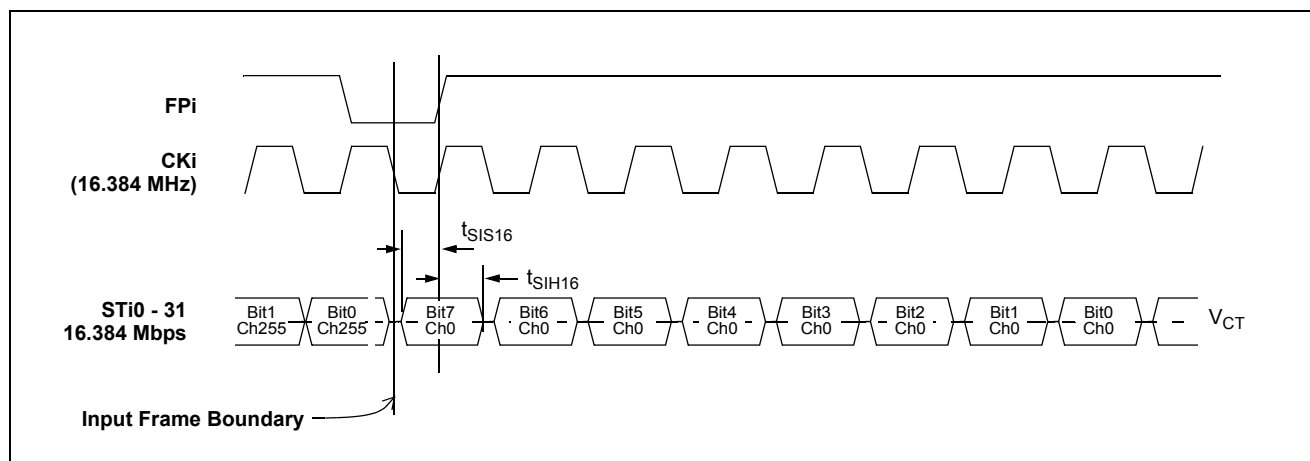 FPi
CKi
(16.384 MHz)
tSIS16
tSIH16
STi0 - 31
16.384 Mbps
Bit1
Ch255
Bit0
Ch255
Bit7
Ch0
Bit6
Ch0
Bit5
Ch0
Bit4
Ch0
Bit3
Ch0
Bit2
Ch0
Bit1
Ch0
Bit0
Ch0
VCT
Input Frame Boundary